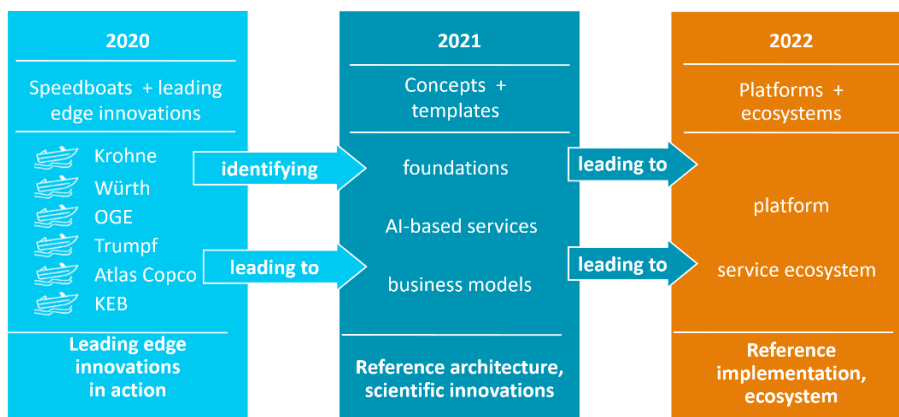 2020
Speedboats + leading
edge innovations
Krohne
Würth
OGE
Trumpf
Atlas Copco
KEB
Leading edge
innovations
in action
identifying
leading to
2021
Concepts +
templates
foundations
AI-based services
business models
Reference architecture,
scientific innovations
leading to
leading to
2022
Platforms +
ecosystems
platform
service ecosystem
Reference
implementation,
ecosystem